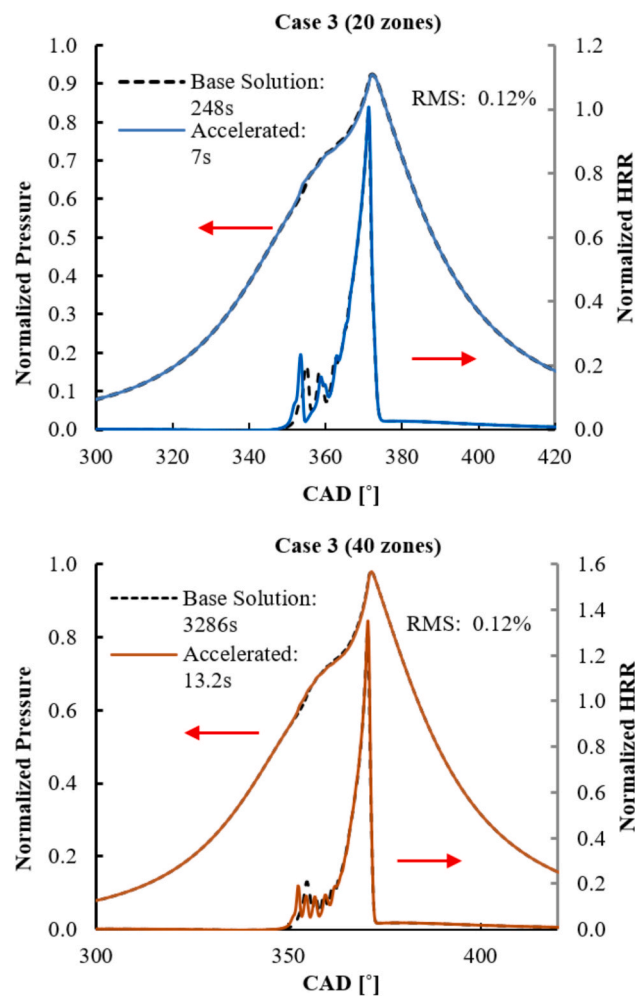 Case 3 (20 zones)
1.0
0.9
0.8
0.7
0.6
0.5
0.4
0.3
0.2
0.1
0.0
Normalized Pressure
Base Solution:
248s
Accelerated:
7s
RMS: 0.12%
1.2
1.0
0.8
0.6
0.4
0.2
0.0
Normalized HRR
300 320 340 360 380 400 420
CAD [˚]
Case 3 (40 zones)
1.0
0.8
0.6
0.4
0.2
0.0
Normalized Pressure
Base Solution:
3286s
Accelerated:
13.2s
RMS: 0.12%
1.6
1.4
1.2
1.0
0.8
0.6
0.4
0.2
0.0
Normalized HRR
300 350 400
CAD [˚]